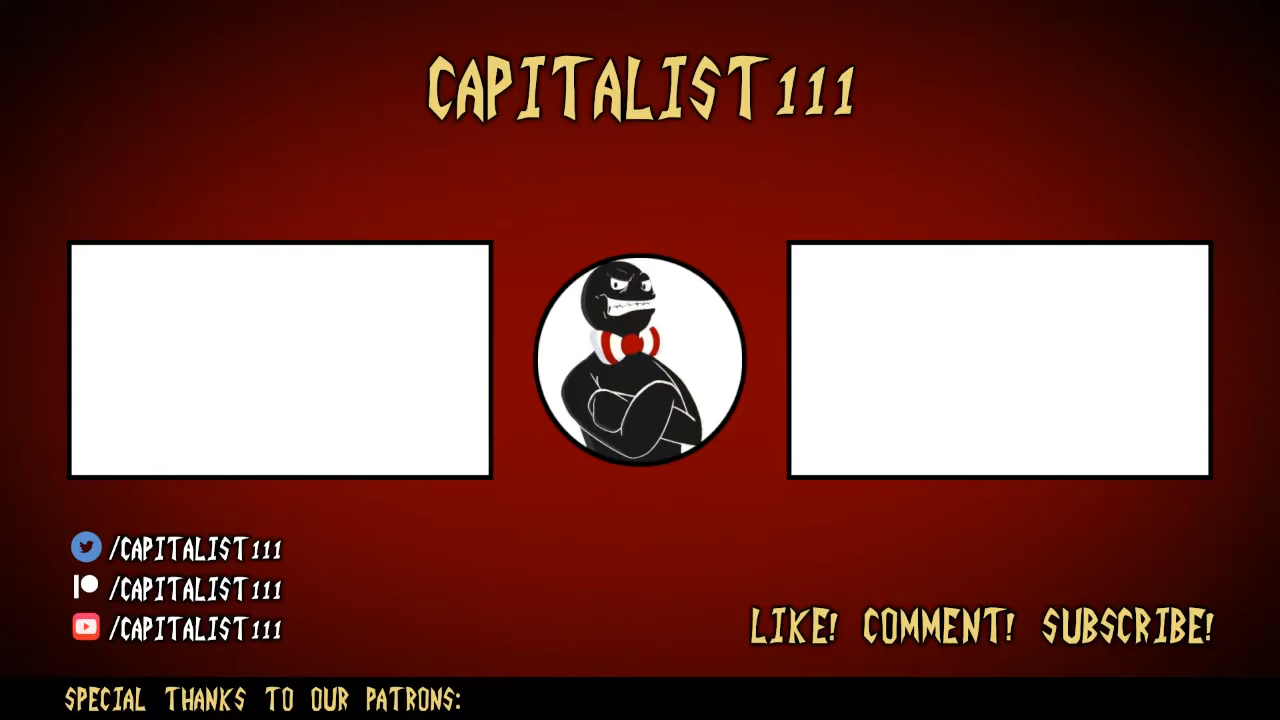 CAPITALIST111
/CAPITALIST111
/CAPITALIST111
/CAPITALIST111
LIKE! COMMENT! SUBSCRIBE!
SPECIAL THANKS TO OUR PATRONS: